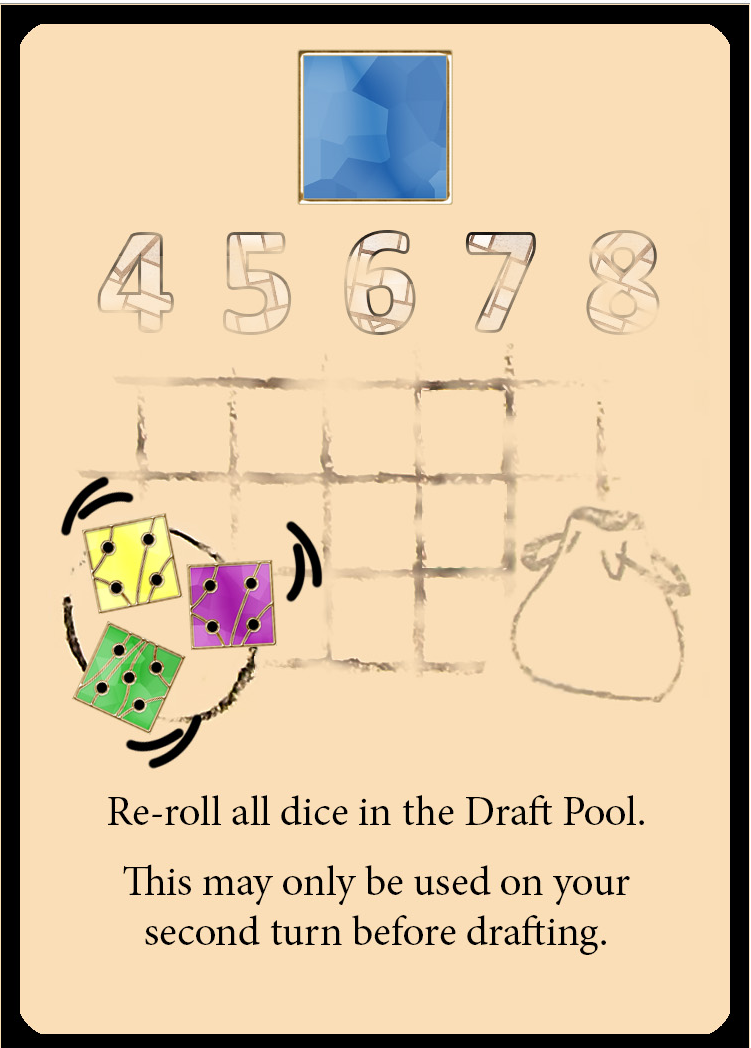 4 5 6 7 8
Re-roll all dice in the Draft Pool.
This may only be used on your
second turn before drafting.